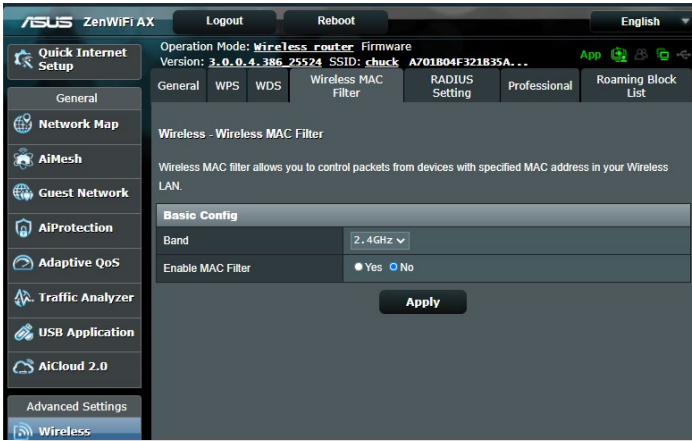 ASUS ZenWiFi AX Logout Reboot English
Quick Internet Setup
General
Network Map
AiMesh
Guest Network
AiProtection
Adaptive QoS
Traffic Analyzer
USB Application
AiCloud 2.0
Advanced Settings
Wireless
Operation Mode: Wireless router Firmware
Version: 3.0.0.4.386_25524 SSID: chuck A701B04F321B35A...
App
General WPS WDS Wireless MAC Filter RADIUS Setting Professional Roaming Block List
Wireless - Wireless MAC Filter
Wireless MAC filter allows you to control packets from devices with specified MAC address in your Wireless
LAN.
Basic Config
Band 2.4GHz
Enable MAC Filter Yes No
Apply